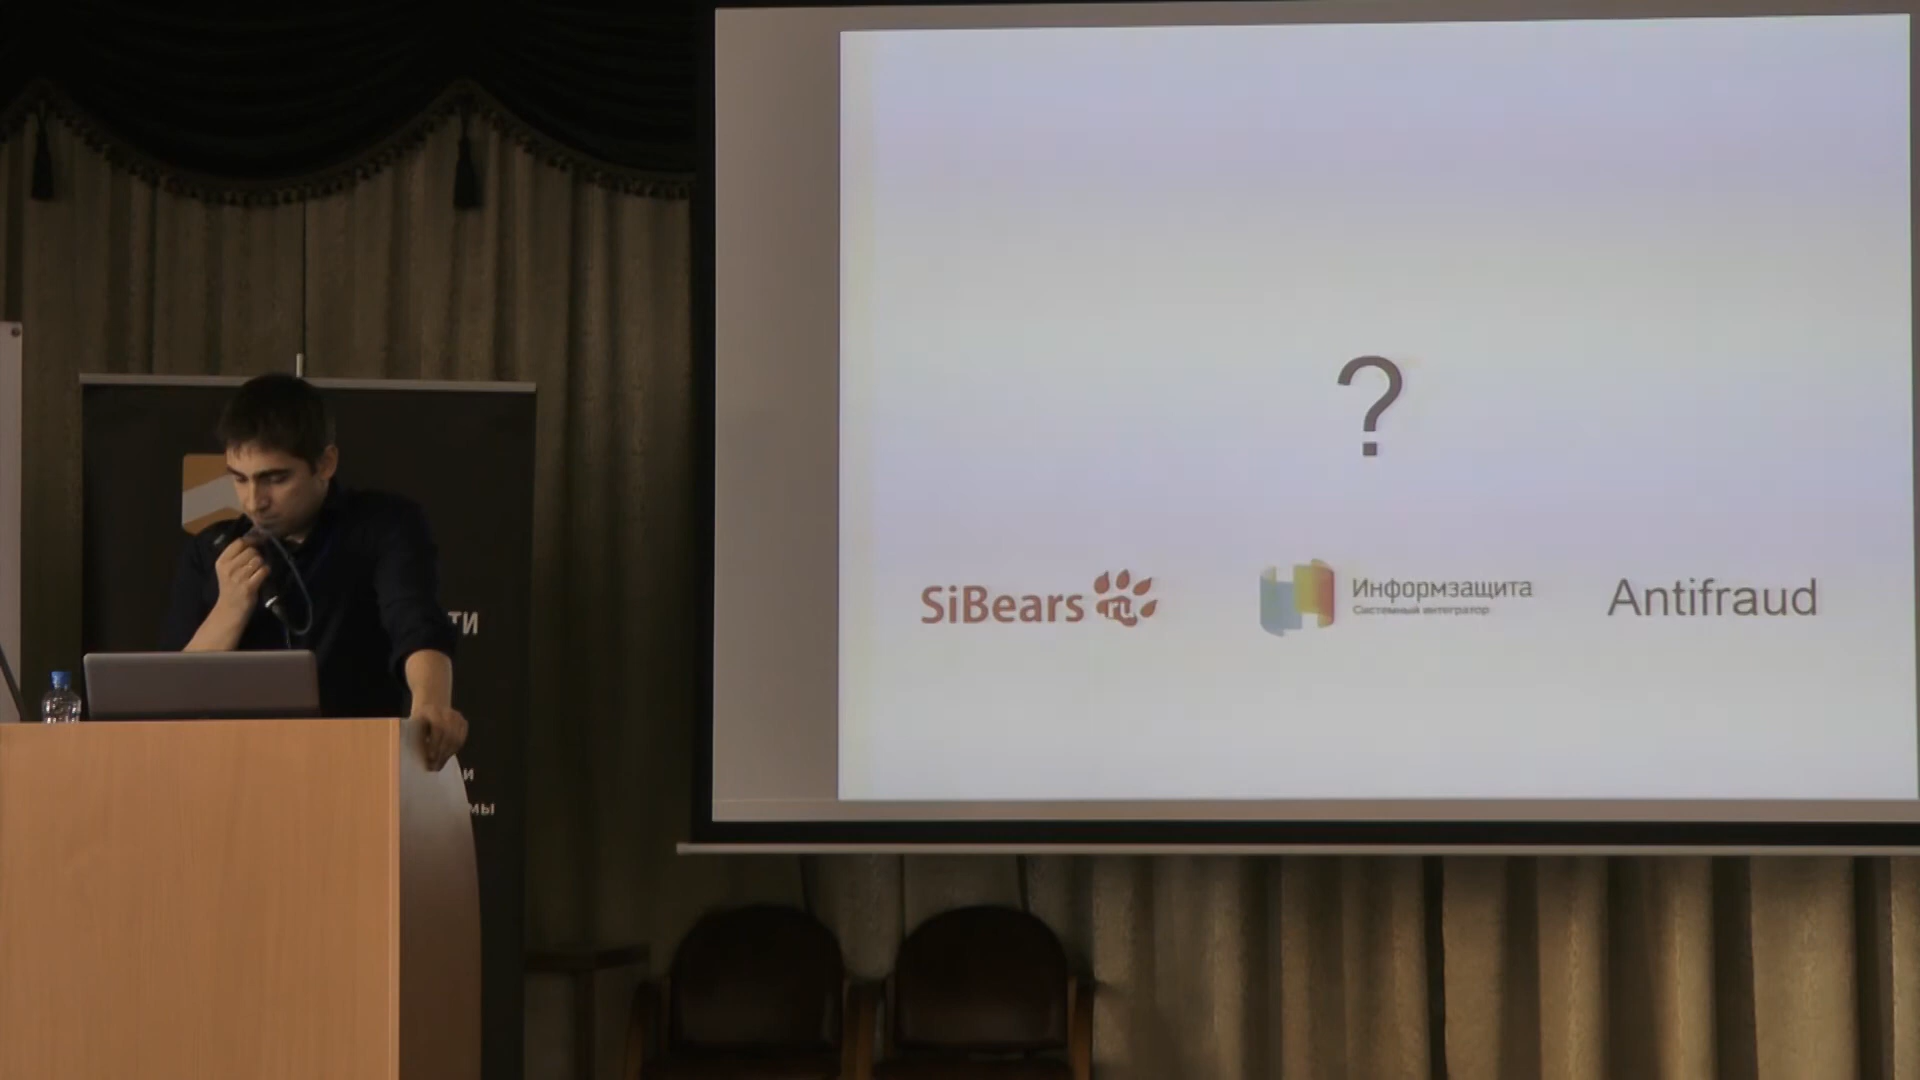 ?
SiBears
ru
Информзащита
Системный интегратор
Antifraud
ТИ
и
мы